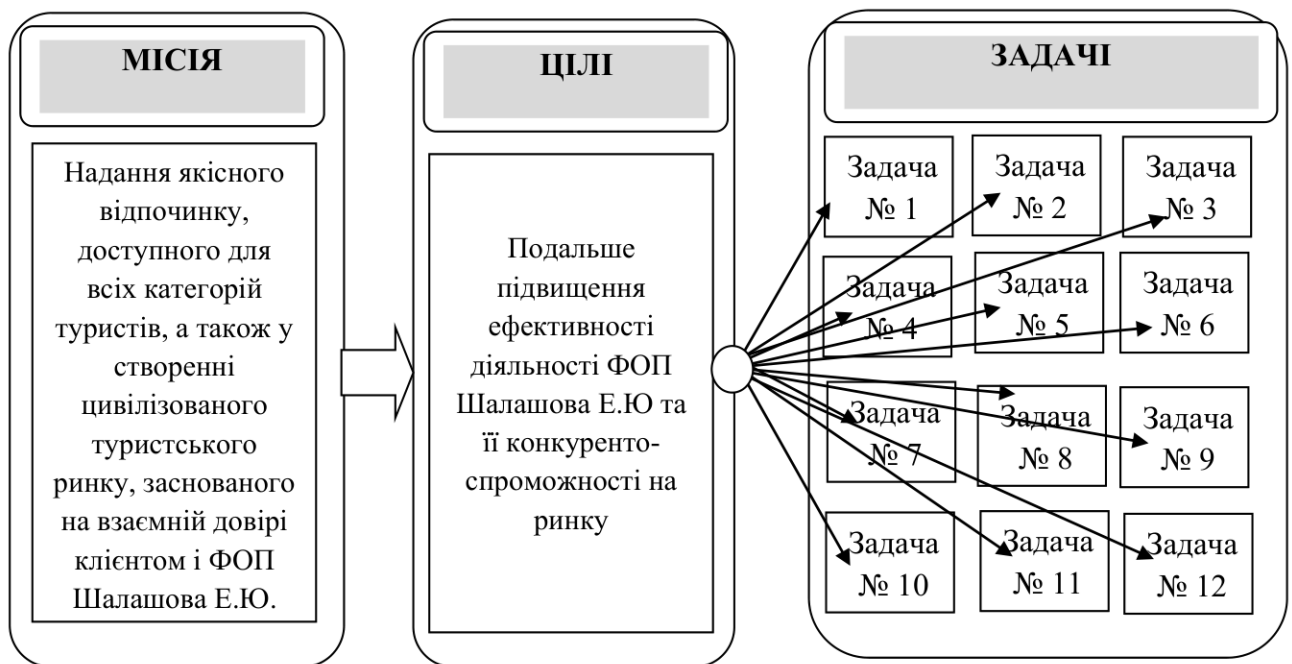 МІСІЯ
Надання якісного
відпочинку,
доступного для
всіх категорій
туристів, а також у
створенні
цивілізованого
туристського
ринку, заснованого
на взаємній довірі
клієнтом і ФОП
Шалашова Е.Ю.
ЦІЛІ
Подальше
підвищення
ефективності
діяльності ФОП
Шалашова Е.Ю та
її конкуренто-
спроможності на
ринку
ЗАДАЧІ
Задача
№ 1
Задача
№ 2
Задача
№ 3
Задача
№ 4
Задача
№ 5
Задача
№ 6
Задача
№ 7
Задача
№ 8
Задача
№ 9
Задача
№ 10
Задача
№ 11
Задача
№ 12